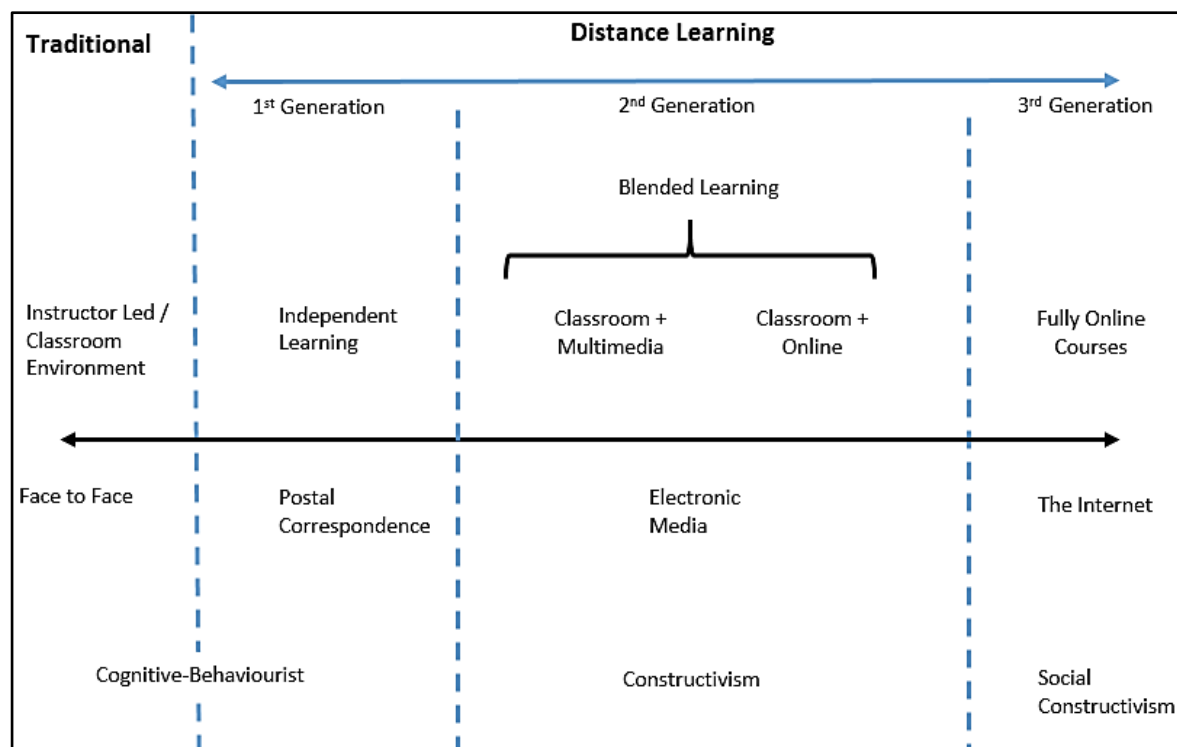 Traditional
Distance Learning
1st Generation
2nd Generation
3rd Generation
Blended Learning
Instructor Led /
Classroom
Environment
Independent
Learning
Classroom +
Multimedia
Classroom +
Online
Fully Online
Courses
Face to Face
Postal
Correspondence
Electronic
Media
The Internet
Cognitive-Behaviourist
Constructivism
Social
Constructivism